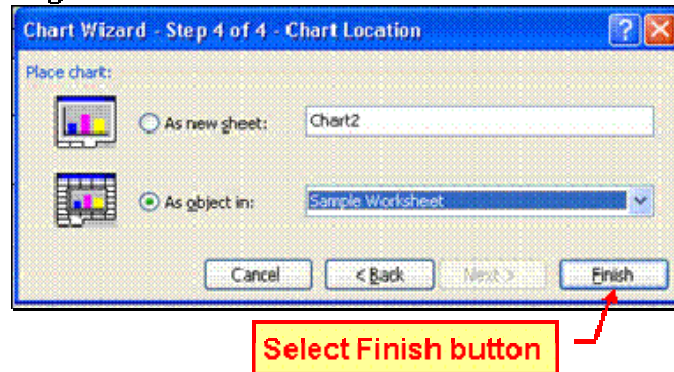 Chart Wizard - Step 4 of 4 - Chart Location ?
Place chart:
As new sheet: Chart2
As object in: Sample Worksheet
Cancel < Back Next > Finish
Select Finish button